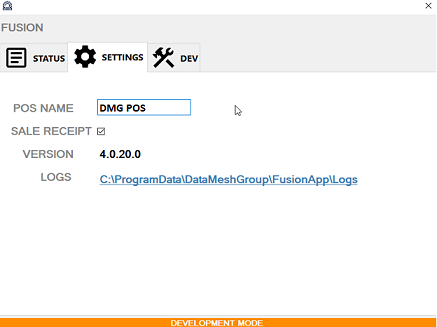 FUSION
STATUS SETTINGS DEV
POS NAME DMG POS
SALE RECEIPT
VERSION 4.0.20.0
LOGS C:\ProgramData\DataMeshGroup\FusionApp\Logs
DEVELOPMENT MODE